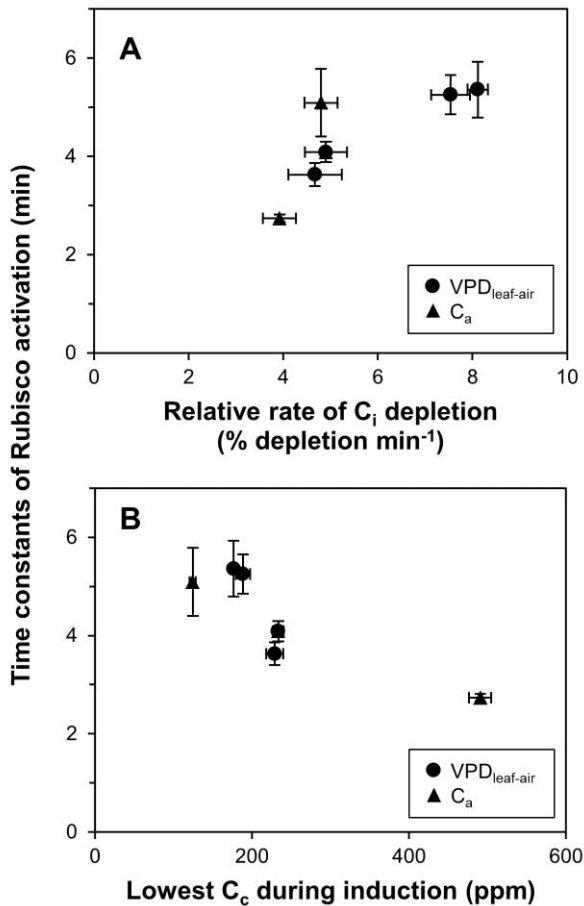 Time constants of Rubisco activation (min)
A
6
4
2
0
VPDleaf-air
Ca
0 2 4 6 8 10
Relative rate of Ci depletion
(% depletion min-1)
B
6
4
2
0
VPDleaf-air
Ca
0 200 400 600
Lowest Cc during induction (ppm)